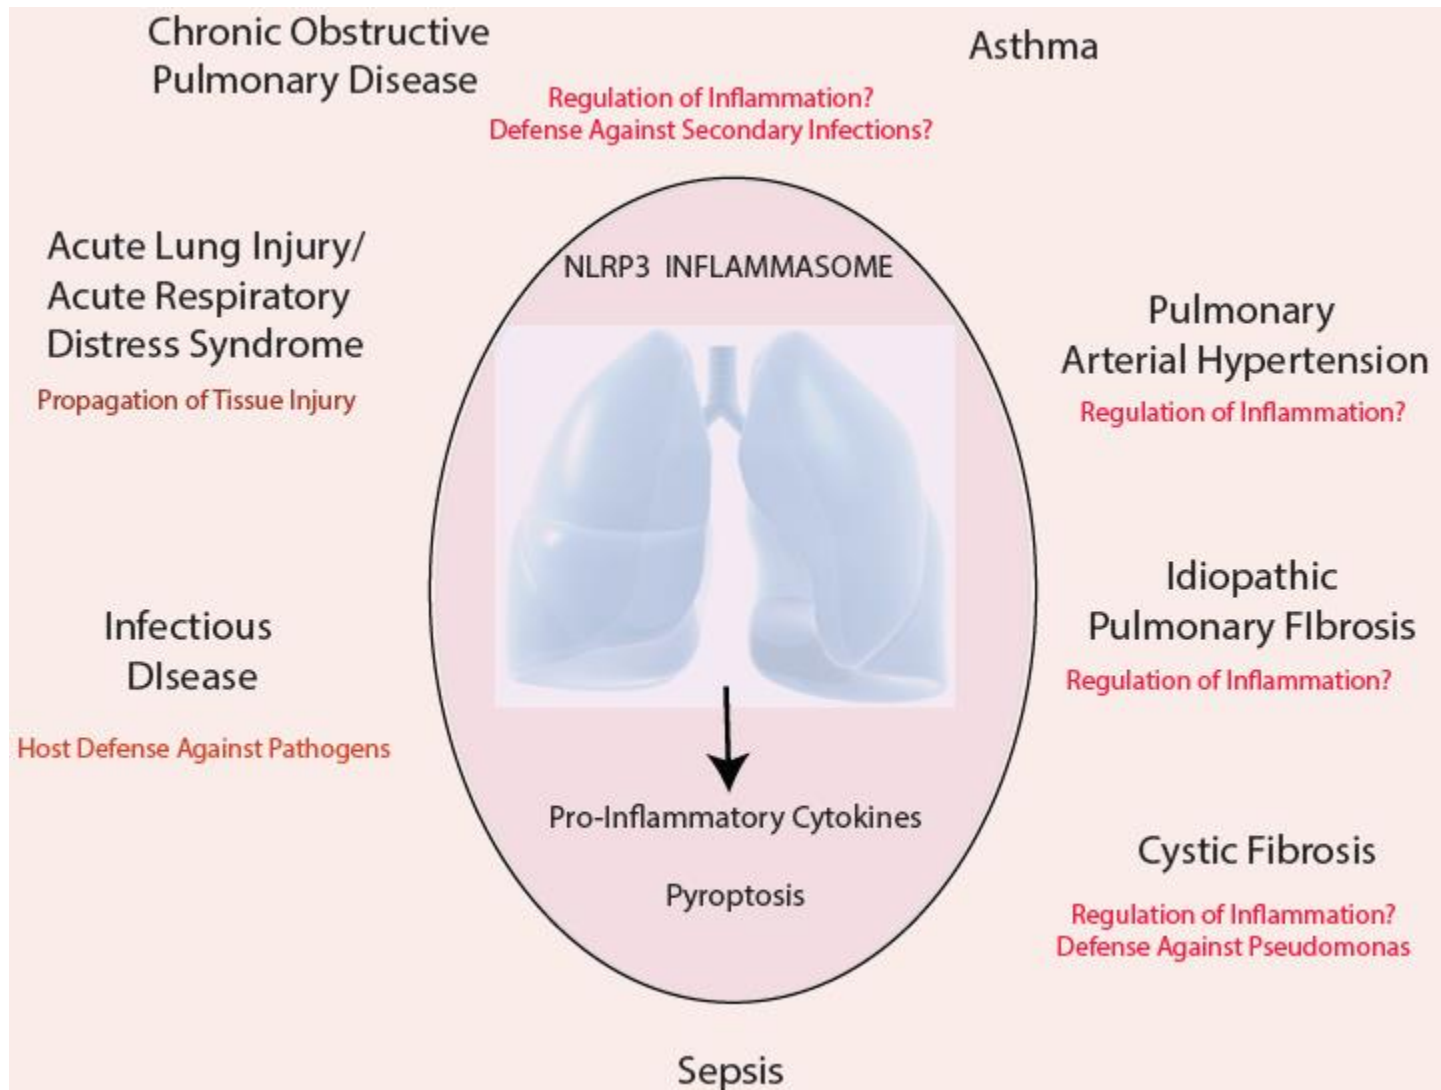 Chronic Obstructive
Pulmonary Disease
Asthma
Regulation of Inflammation?
Defense Against Secondary Infections?
Acute Lung Injury/
Acute Respiratory
Distress Syndrome
Propagation of Tissue Injury
NLRP3 INFLAMMASOME
Pulmonary
Arterial Hypertension
Regulation of Inflammation?
Idiopathic
Pulmonary FIbrosis
Regulation of Inflammation?
Infectious
DIsease
Host Defense Against Pathogens
Pro-Inflammatory Cytokines
Pyroptosis
Cystic Fibrosis
Regulation of Inflammation?
Defense Against Pseudomonas
Sepsis